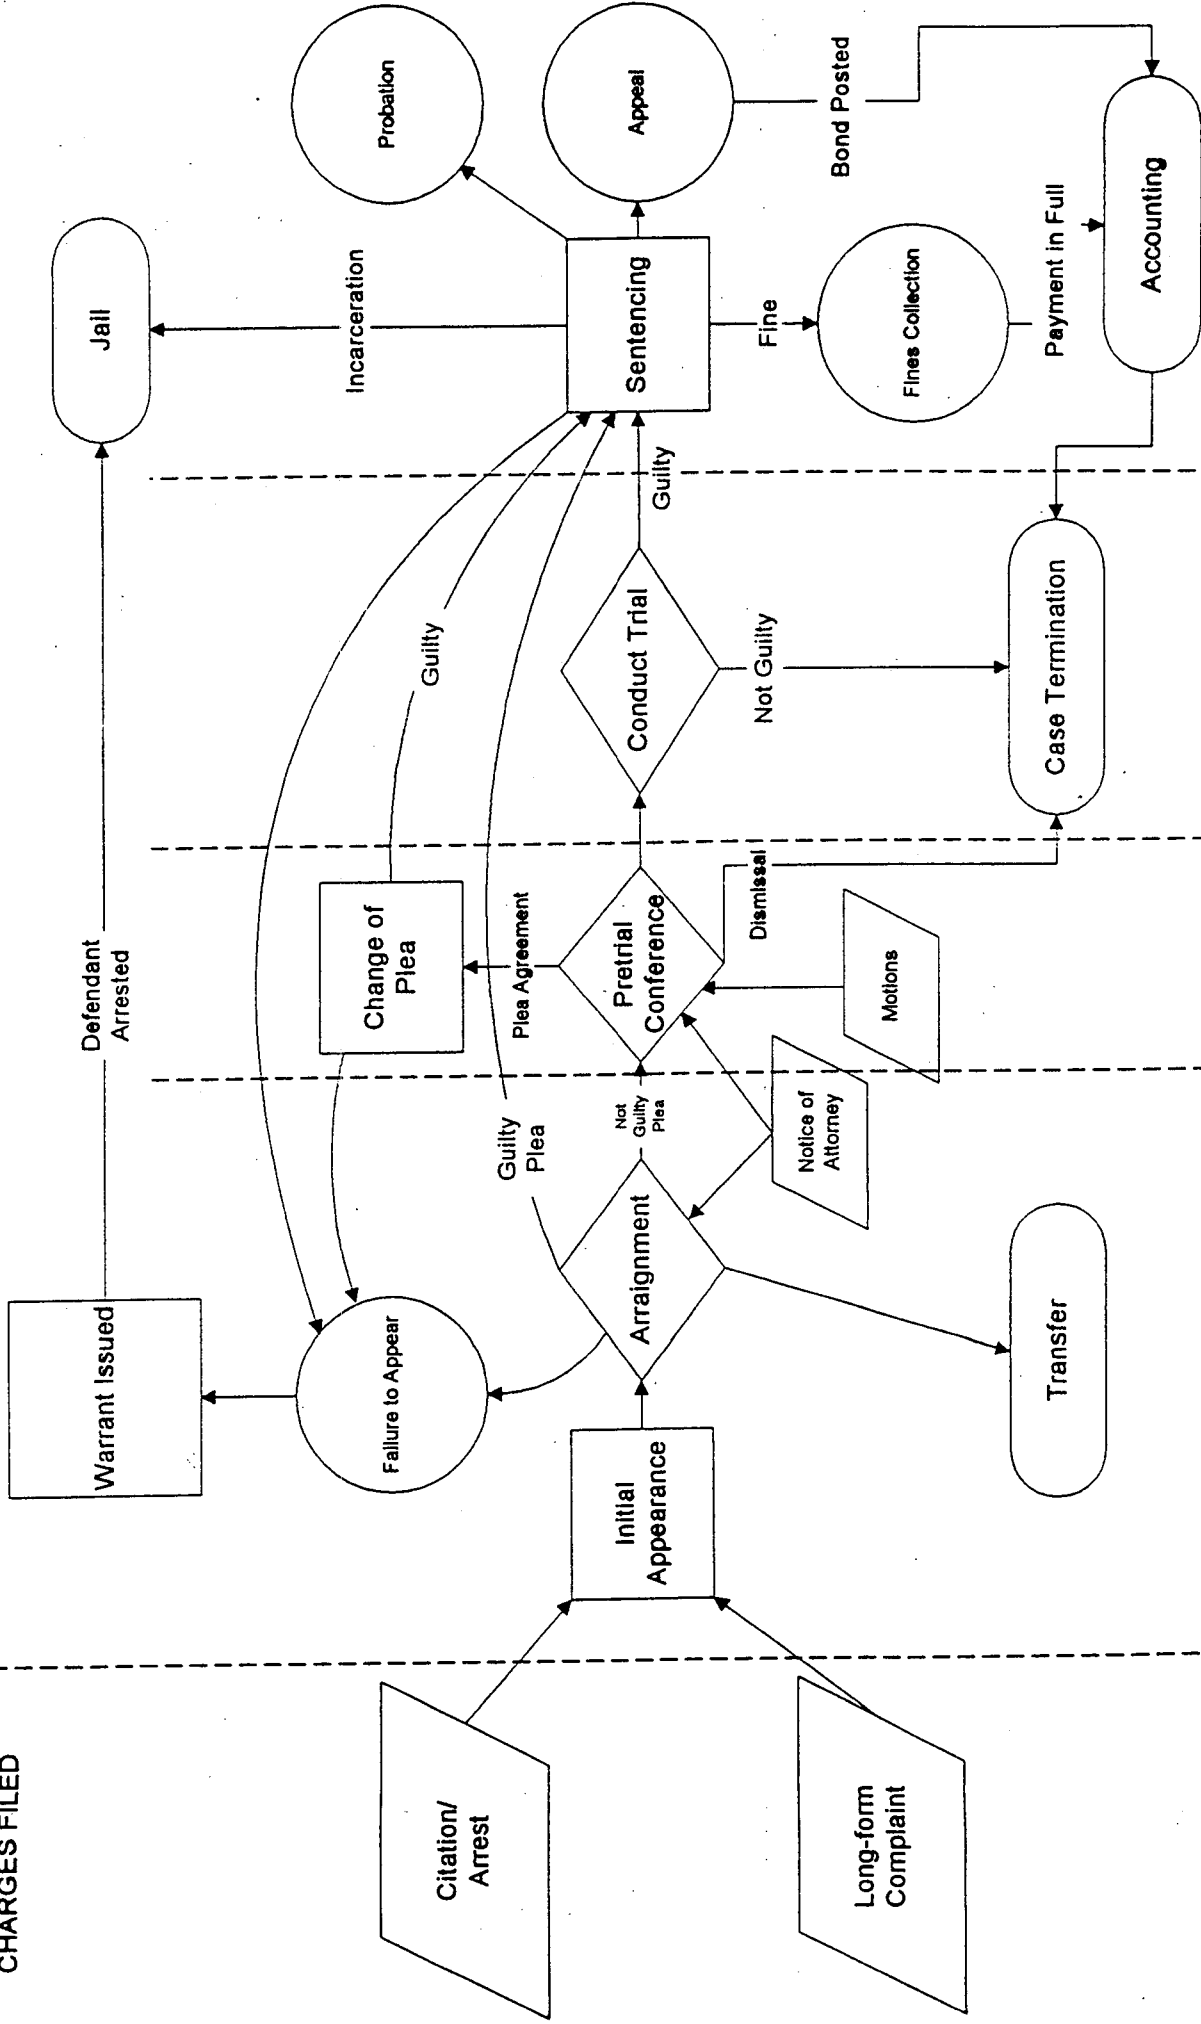 CHARGES FILED
Citation/
Arrest
Long-form
Complaint
Initial
Appearance
Warrant Issued
Failure to Appear
Arraignment
Transfer
Defendant
Arrested
Guilty
Plea
Not
Guilty
Plea
Notice of
Attorney
Change of
Plea
Plea Agreement
Pretrial
Conference
Motions
Dismissal
Guilty
Conduct Trial
Not Guilty
Case Termination
Guilty
Jail
Incarceration
Probation
Sentencing
Appeal
Fine
Fines Collection
Bond Posted
Payment in Full
Accounting